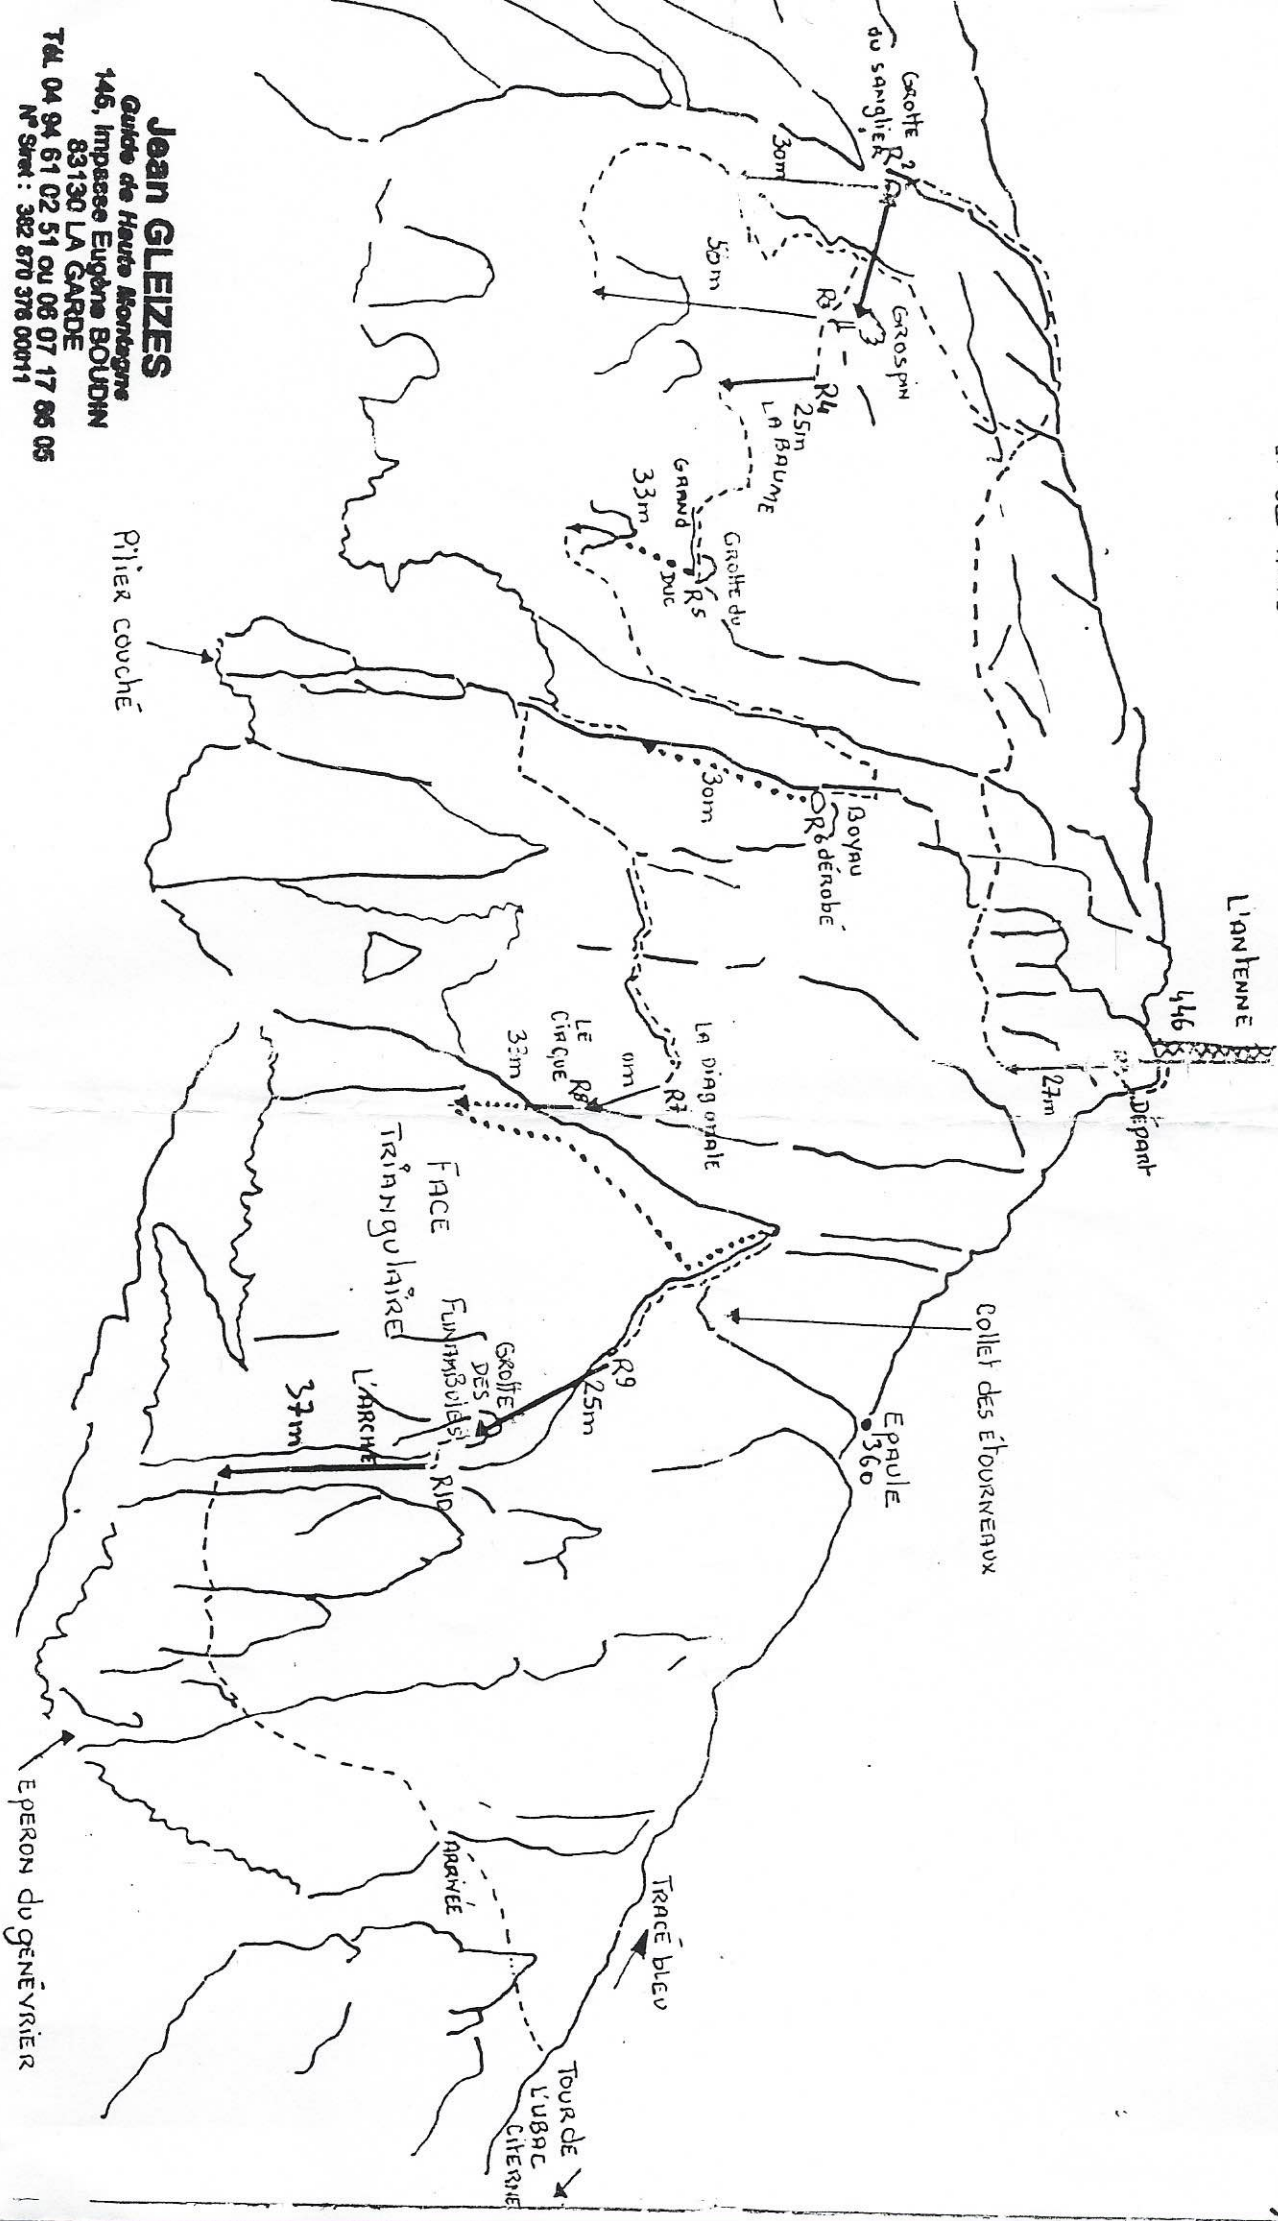 L'ANTENNE
446
DÉPART
27m
GROTTE
DU SANGLIER
R2
30m
GROSPIN
R3
50m
R4
25m
LA BAUME
GROTTE DU
GRAND
DUC
R5
33m
BOYAU
DÉROBÉ
R6
30m
LA DIAGONALE
R7
LE
CIRQUE
R8
33m
FACE
TRIANGULAIRE
COLLET DES ÉTOURNEAUX
EPAULE
360
R9
25m
GROTTE
DES
FUNAMBULES
R10
L'ARCHE
37m
PILIER COUCHÉ
EPERON DU GENÉVRIER
ARRIVÉE
TRACÉ BLEU
TOUR DE
L'UBAC
CITERNE
Jean GLEIZES
Guide de Haute Montagne
146, Impasse Eugène BOUDIN
83130 LA GARDE
Tél. 04 94 61 02 51 ou 06 07 17 65 05
N° Siret : 382 870 378 00011